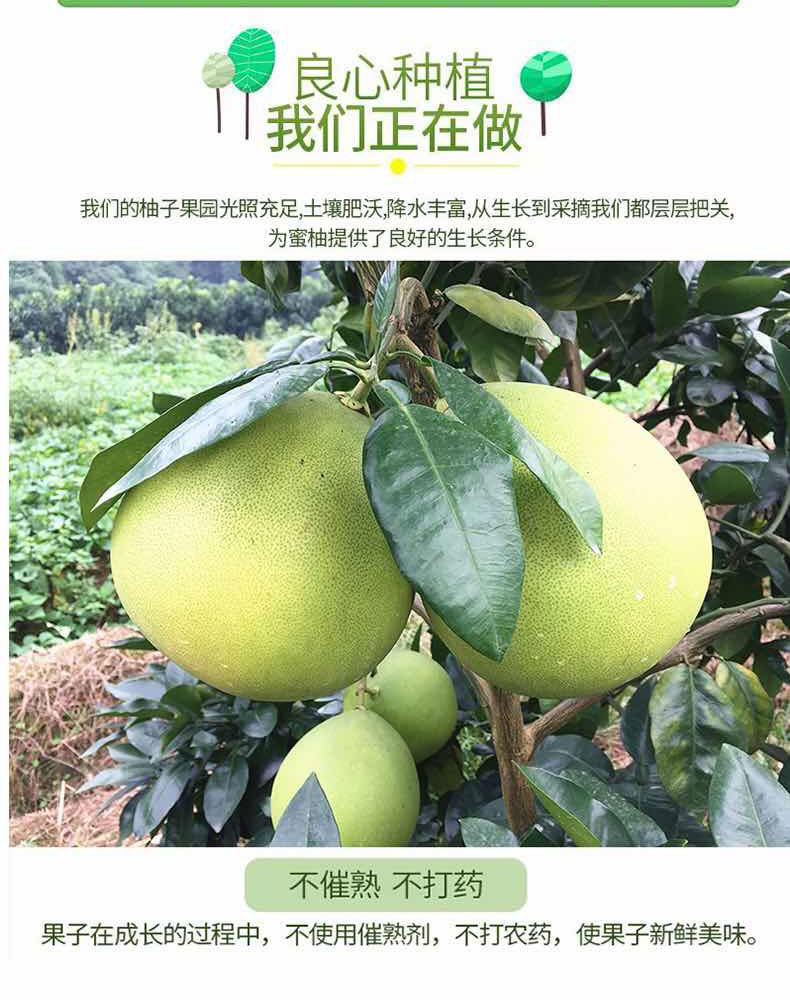 良心种植
我们正在做
我们的柚子果园光照充足,土壤肥沃,降水丰富,从生长到采摘我们都层层把关,
为蜜柚提供了良好的生长条件。
不催熟 不打药
果子在成长的过程中，不使用催熟剂，不打农药，使果子新鲜美味。